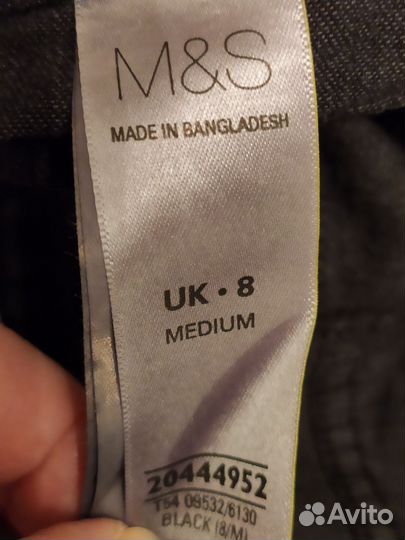 M&S
MADE IN BANGLADESH
UK • 8
MEDIUM
20444952
T54 09532/6130
BLACK (8/M)
Avito